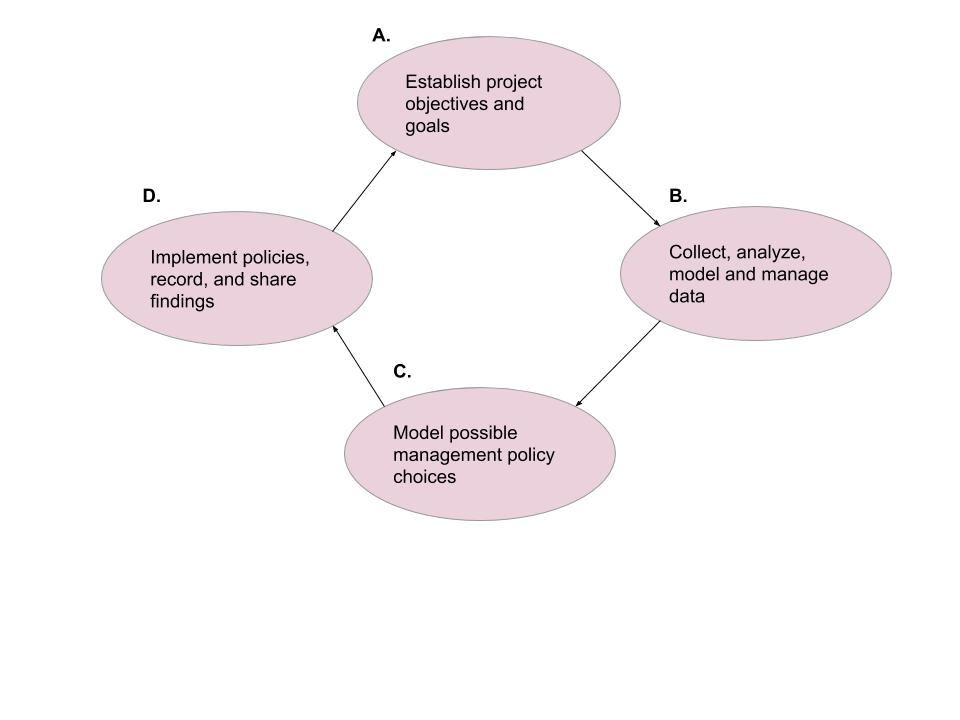 A.
Establish project
objectives and
goals
B.
Collect, analyze,
model and manage
data
C.
Model possible
management policy
choices
D.
Implement policies,
record, and share
findings